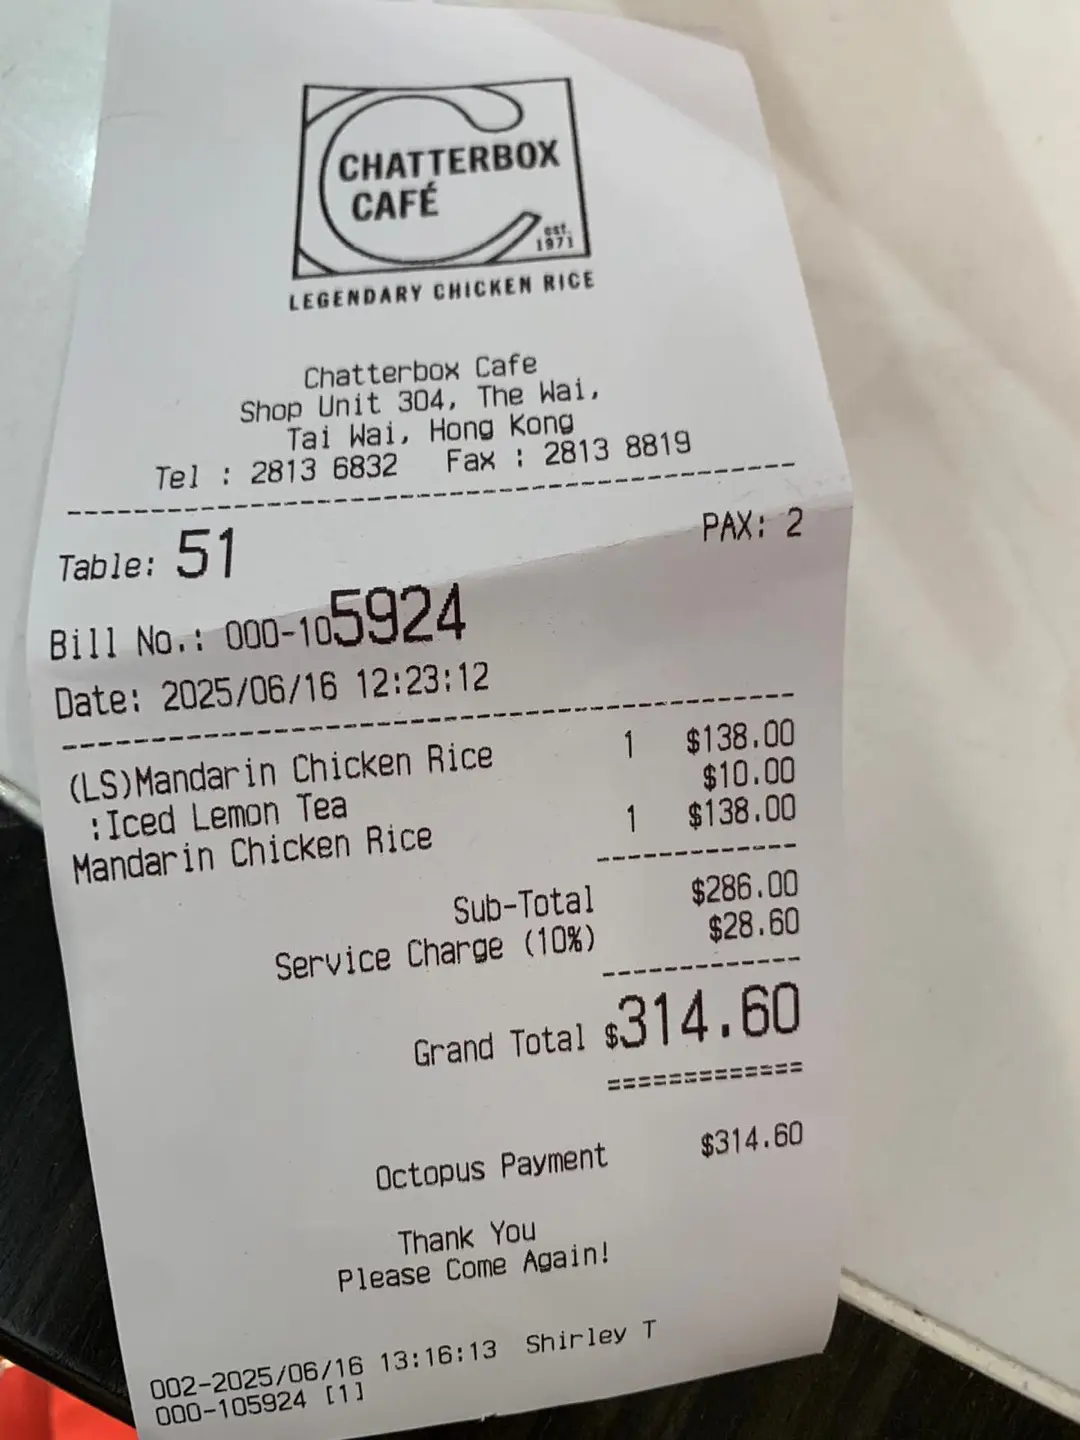 CHATTERBOX
CAFÉ
est.
1971
LEGENDARY CHICKEN RICE
Chatterbox Cafe
Shop Unit 304, The Wai,
Tai Wai, Hong Kong
Tel : 2813 6832 Fax : 2813 8819
Table: 51 PAX: 2
Bill No.: 000-105924
Date: 2025/06/16 12:23:12
(LS)Mandarin Chicken Rice 1 $138.00
:Iced Lemon Tea $10.00
Mandarin Chicken Rice 1 $138.00
Sub-Total $286.00
Service Charge (10%) $28.60
Grand Total $314.60
Octopus Payment $314.60
Thank You
Please Come Again!
002-2025/06/16 13:16:13 Shirley T
000-105924 [1]